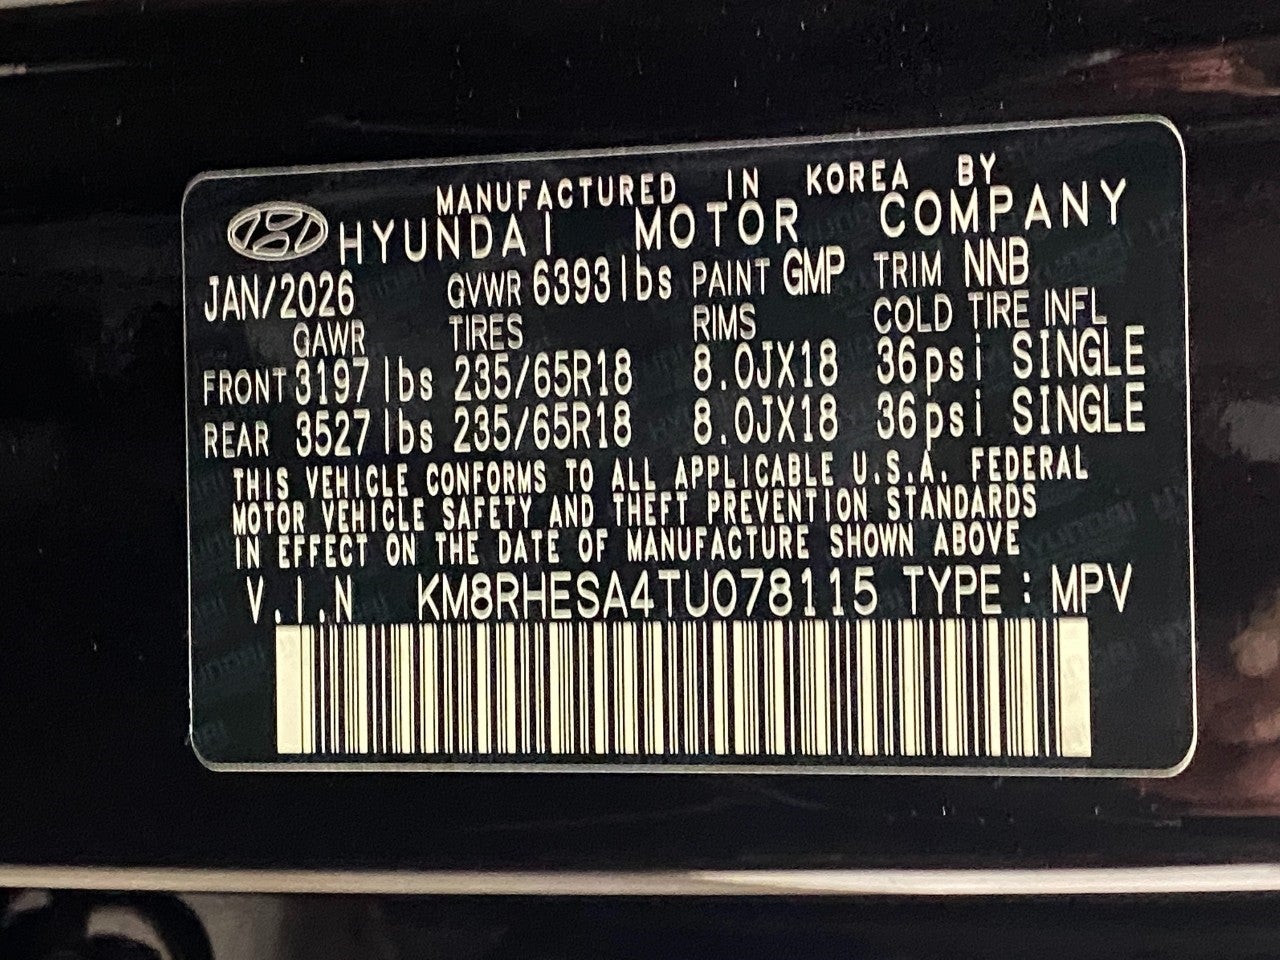 MANUFACTURED IN KOREA BY
HYUNDAI MOTOR COMPANY
JAN/2026 GVWR 6393lbs PAINT GMP TRIM NNB
GAWR TIRES RIMS COLD TIRE INFL
FRONT 3197lbs 235/65R18 8.0JX18 36psi SINGLE
REAR 3527lbs 235/65R18 8.0JX18 36psi SINGLE
THIS VEHICLE CONFORMS TO ALL APPLICABLE U.S.A. FEDERAL
MOTOR VEHICLE SAFETY AND THEFT PREVENTION STANDARDS
IN EFFECT ON THE DATE OF MANUFACTURE SHOWN ABOVE
V.I.N KM8RHESA4TU078115 TYPE : MPV